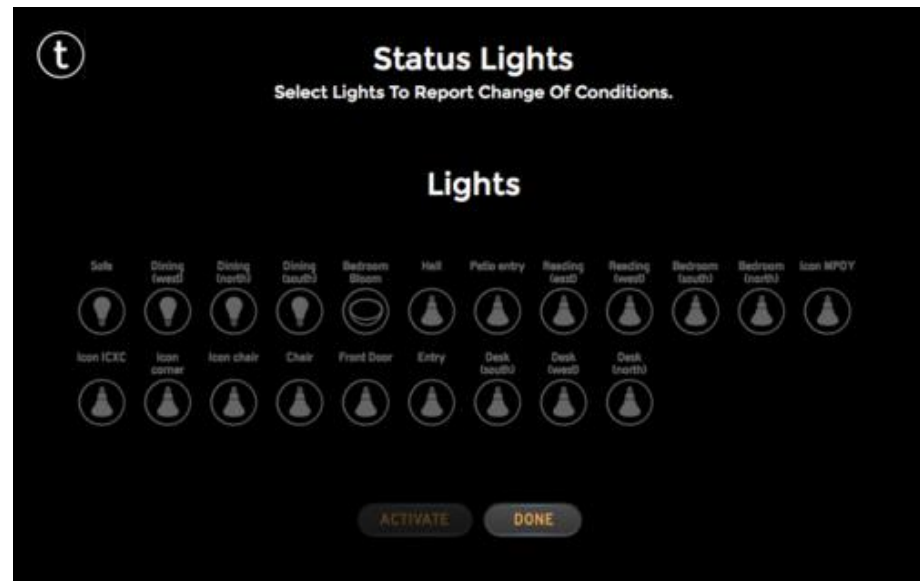 t
Status Lights
Select Lights To Report Change Of Conditions.
Lights
Sofa Dining (west) Dining (north) Dining (south) Bedroom Bloom Hall Patio entry Reading (east) Reading (west) Bedroom (south) Bedroom (north) Icon MPOY
Icon ICXC Icon corner Icon chair Chair Front Door Entry Desk (south) Desk (west) Desk (north)
ACTIVATE DONE